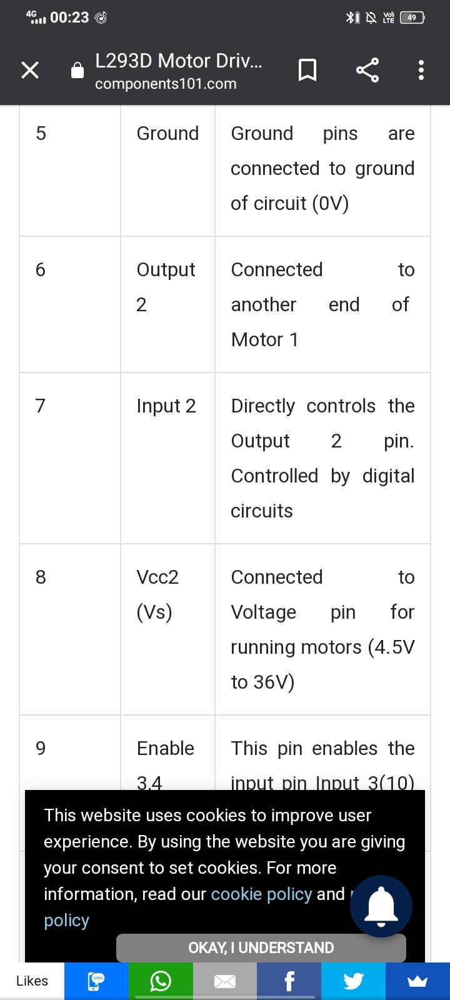 4G 00:23 Vo) LTE 49
L293D Motor Driv...
components101.com
5 Ground Ground pins are
connected to ground
of circuit (0V)
6 Output Connected to
2 another end of
Motor 1
7 Input 2 Directly controls the
Output 2 pin.
Controlled by digital
circuits
8 Vcc2 Connected to
(Vs) Voltage pin for
running motors (4.5V
to 36V)
9 Enable This pin enables the
3,4 input pin Input 3(10)
This website uses cookies to improve user
experience. By using the website you are giving
your consent to set cookies. For more
information, read our cookie policy and
policy
OKAY, I UNDERSTAND
Likes sms f